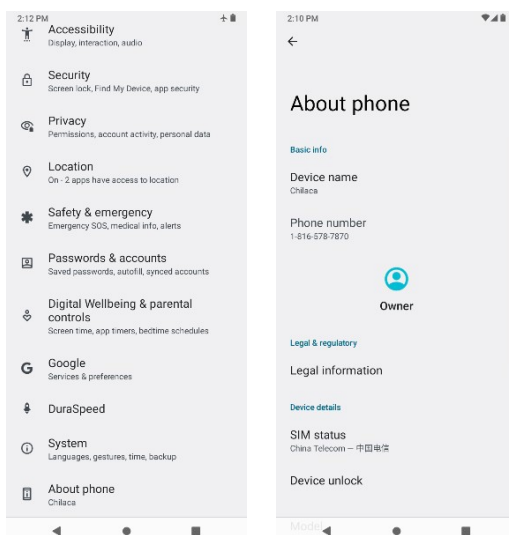 2:12 PM
Accessibility
Display, interaction, audio
Security
Screen lock, Find My Device, app security
Privacy
Permissions, account activity, personal data
Location
On - 2 apps have access to location
Safety & emergency
Emergency SOS, medical info, alerts
Passwords & accounts
Saved passwords, autofill, synced accounts
Digital Wellbeing & parental
controls
Screen time, app timers, bedtime schedules
Google
Services & preferences
DuraSpeed
System
Languages, gestures, time, backup
About phone
Chilaca
2:10 PM
About phone
Basic info
Device name
Chilaca
Phone number
1-816-578-7870
Owner
Legal & regulatory
Legal information
Device details
SIM status
China Telecom — 中国电信
Device unlock
Model